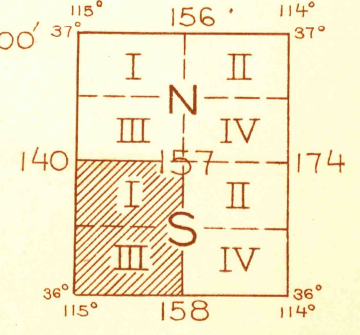 115° 156 114°
00' 37° 37°
I II
N
III IV
140 157 174
I II
S
III IV
36° 36°
115° 158 114°